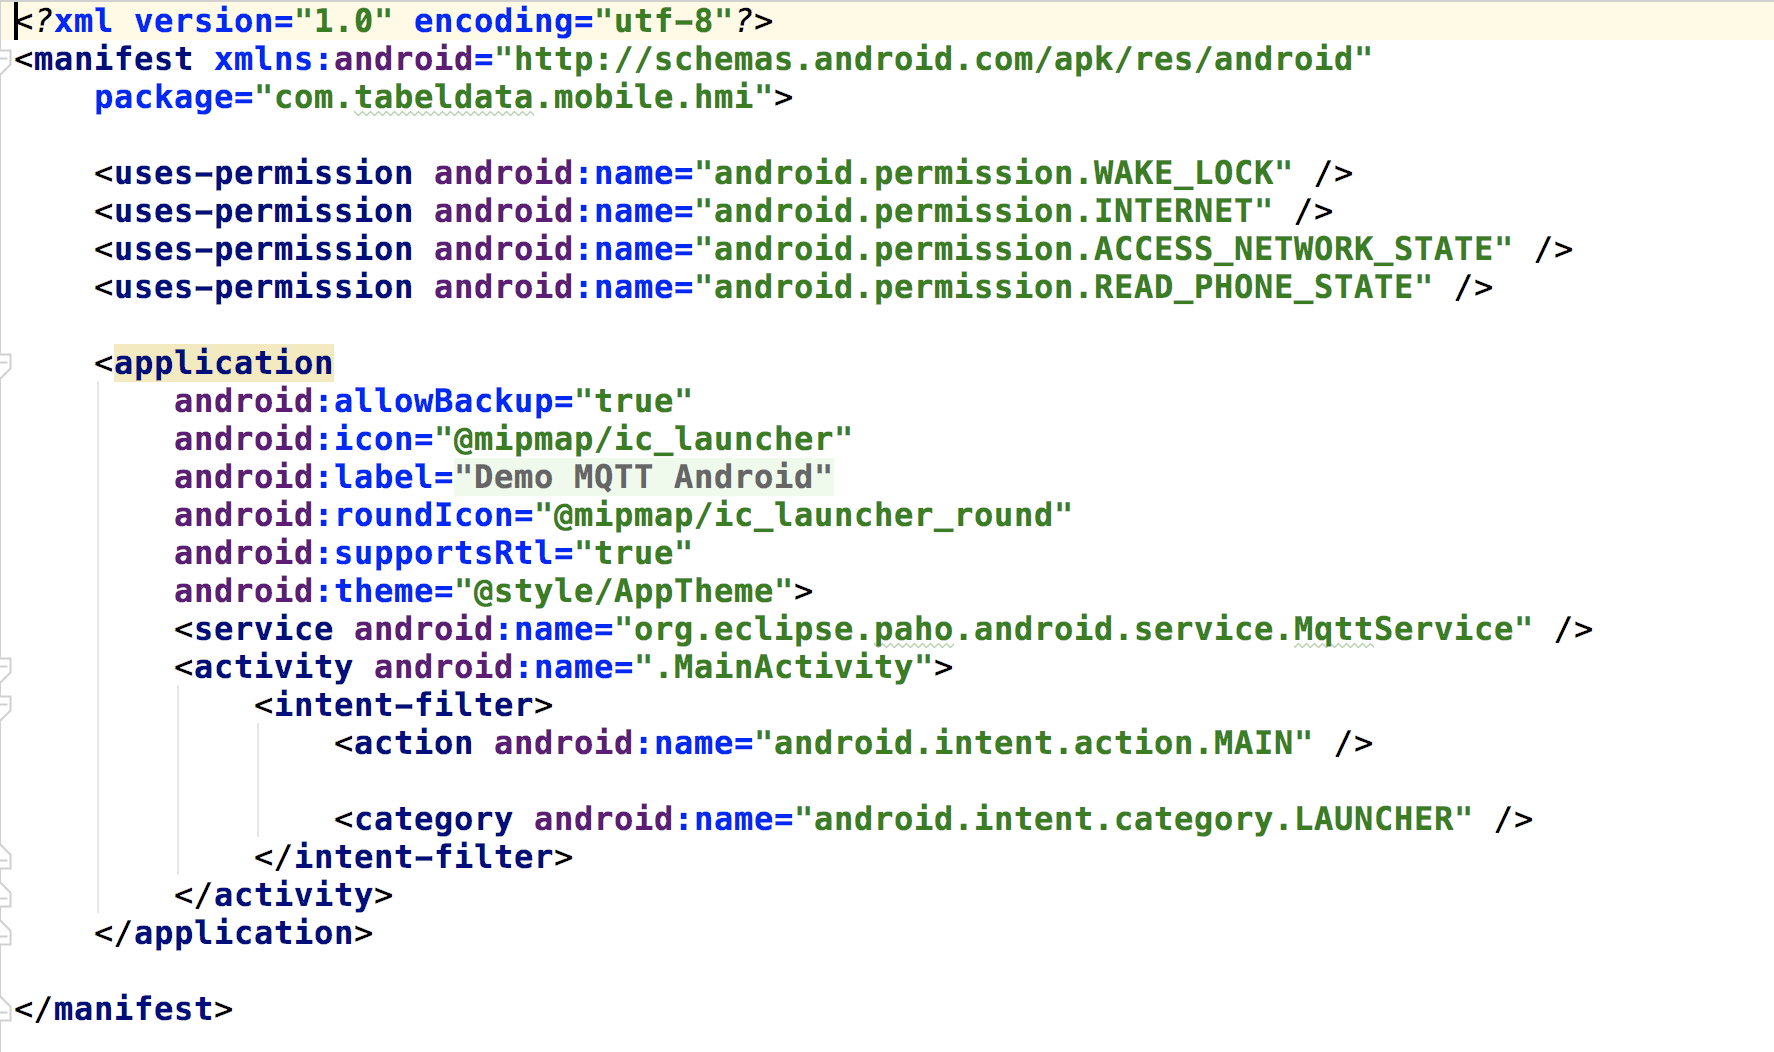 <?xml version="1.0" encoding="utf-8"?>
<manifest xmlns:android="http://schemas.android.com/apk/res/android"
    package="com.tabeldata.mobile.hmi">

    <uses-permission android:name="android.permission.WAKE_LOCK" />
    <uses-permission android:name="android.permission.INTERNET" />
    <uses-permission android:name="android.permission.ACCESS_NETWORK_STATE" />
    <uses-permission android:name="android.permission.READ_PHONE_STATE" />

    <application
        android:allowBackup="true"
        android:icon="@mipmap/ic_launcher"
        android:label="Demo MQTT Android"
        android:roundIcon="@mipmap/ic_launcher_round"
        android:supportsRtl="true"
        android:theme="@style/AppTheme">
        <service android:name="org.eclipse.paho.android.service.MqttService" />
        <activity android:name=".MainActivity">
            <intent-filter>
                <action android:name="android.intent.action.MAIN" />

                <category android:name="android.intent.category.LAUNCHER" />
            </intent-filter>
        </activity>
    </application>

</manifest>